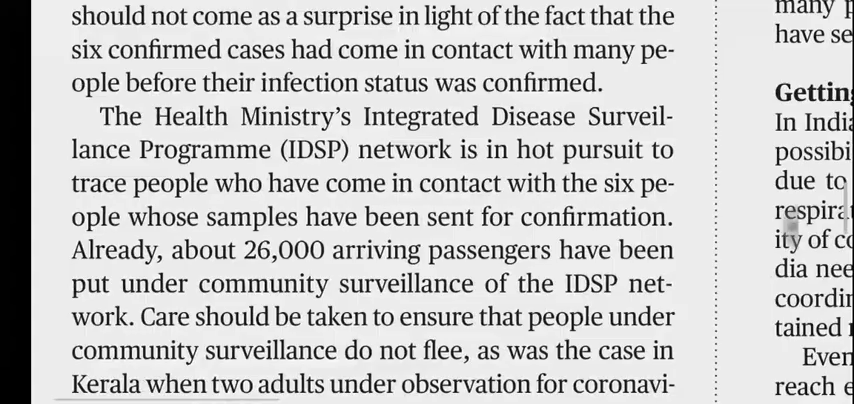 should not come as a surprise in light of the fact that the
six confirmed cases had come in contact with many pe-
ople before their infection status was confirmed.
The Health Ministry's Integrated Disease Surveil-
lance Programme (IDSP) network is in hot pursuit to
trace people who have come in contact with the six pe-
ople whose samples have been sent for confirmation.
Already, about 26,000 arriving passengers have been
put under community surveillance of the IDSP net-
work. Care should be taken to ensure that people under
community surveillance do not flee, as was the case in
Kerala when two adults under observation for coronavi-
many
have se
Getting
In India
possibi
due to
respirat
ity of co
dia nee
coordin
tained
Even
reach e